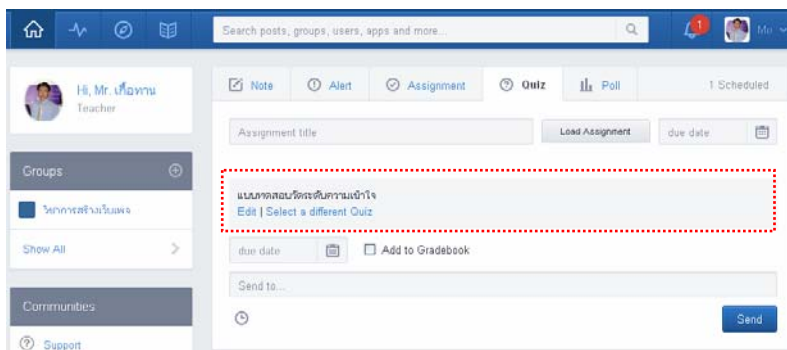 Search posts, groups, users, apps and more...
1
Mo
Hi, Mr. เกื้อทาน
Teacher
Note
Alert
Assignment
Quiz
Poll
1 Scheduled
Assignment title
Load Assignment
due date
Groups
วิชาการสร้างเว็บเพจ
Show All
แบบทดสอบวัดระดับความเข้าใจ
Edit | Select a different Quiz
due date
Add to Gradebook
Send to...
Send
Communities
Support